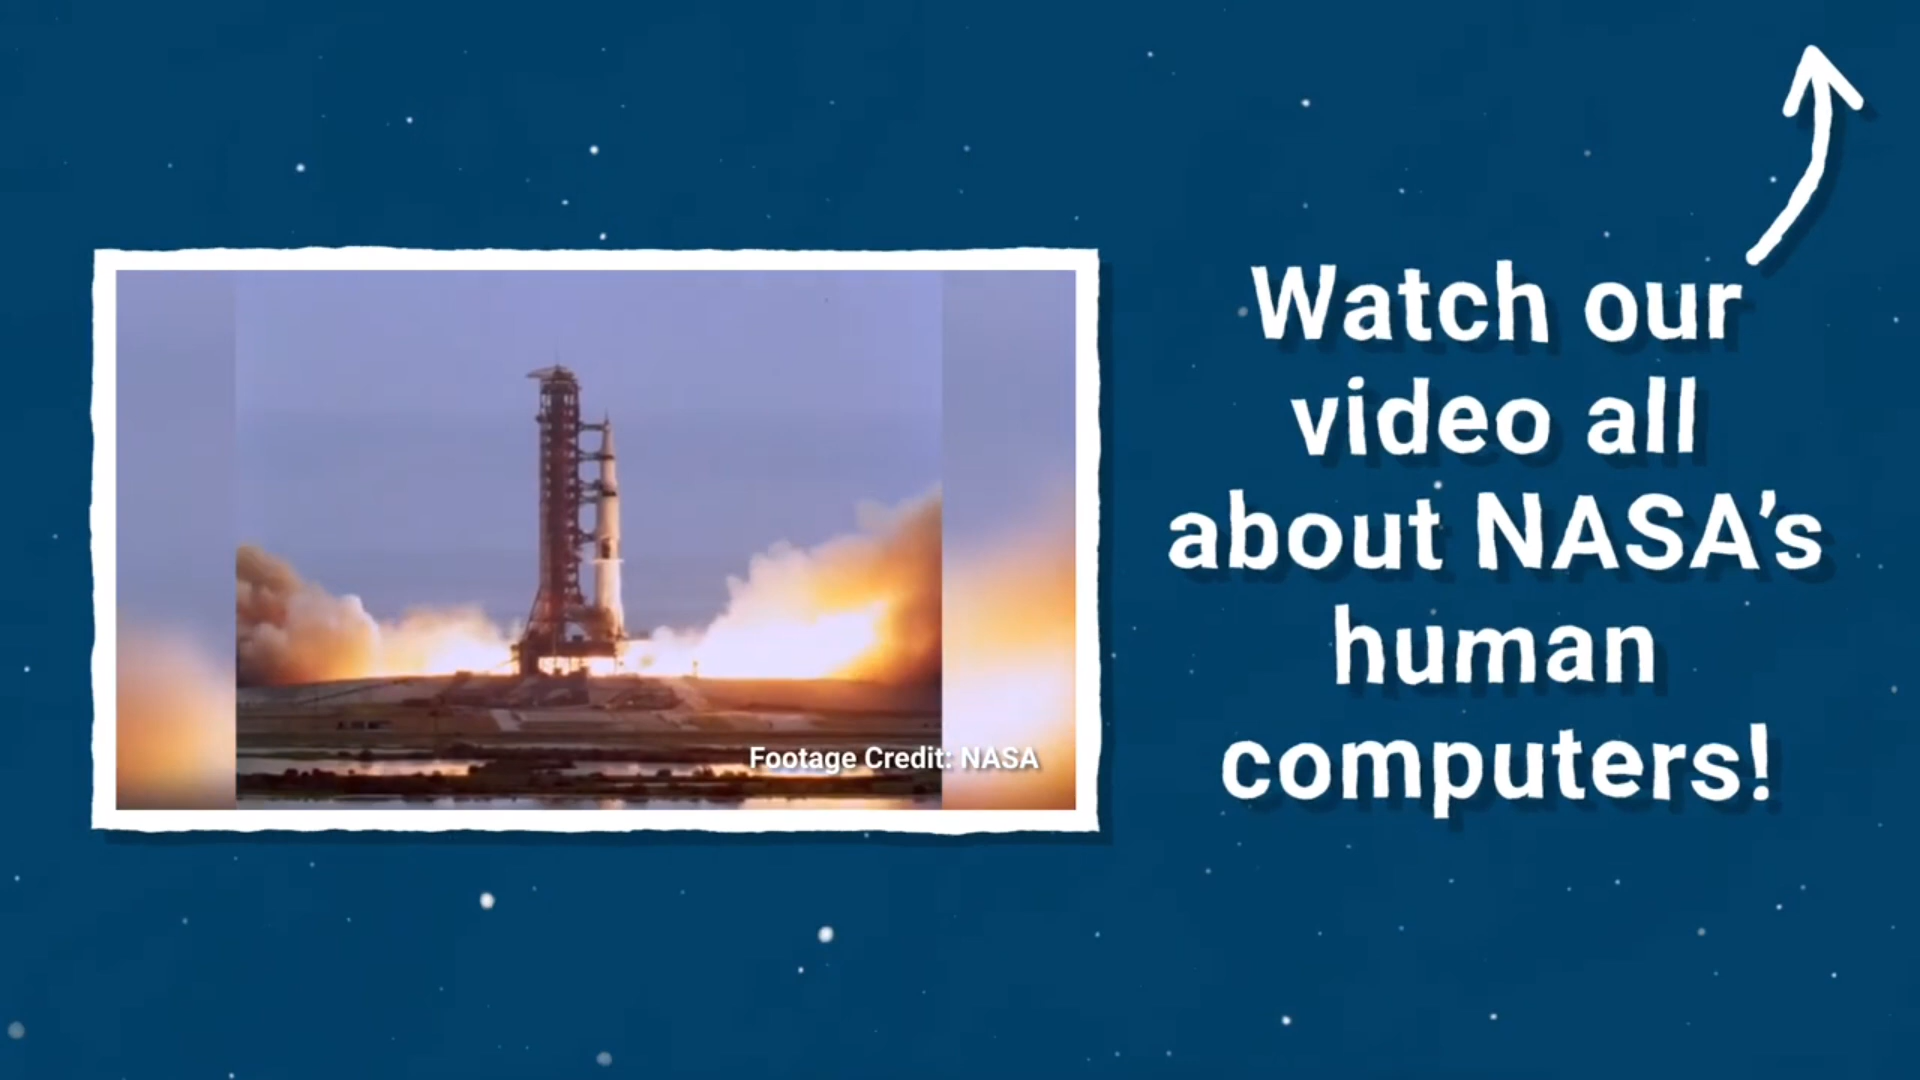 Watch our
video all
about NASA’s
human
computers!
Footage Credit: NASA